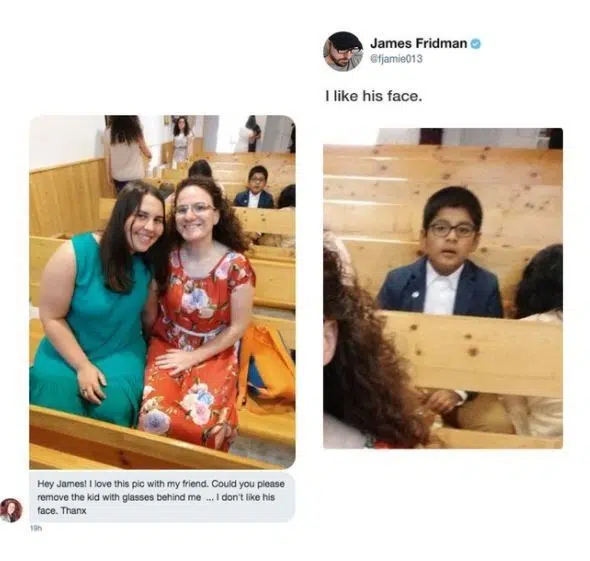 James Fridman
@fjamie013
I like his face.
Hey James! I love this pic with my friend. Could you please
remove the kid with glasses behind me ... I don't like his
face. Thanx
19h